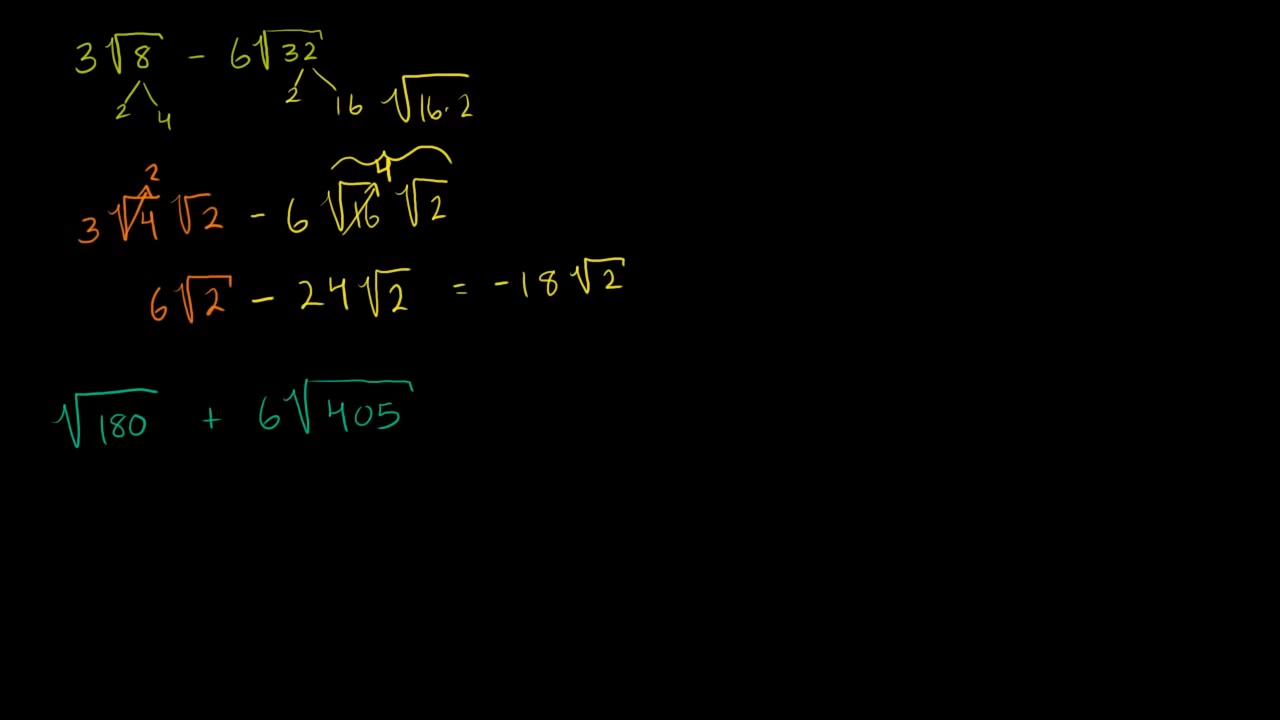 3√8 - 6√32
2 4 2 16 √16·2
2 4
3√4 √2 - 6 √16 √2
6√2 - 24√2 = -18√2
√180 + 6√405